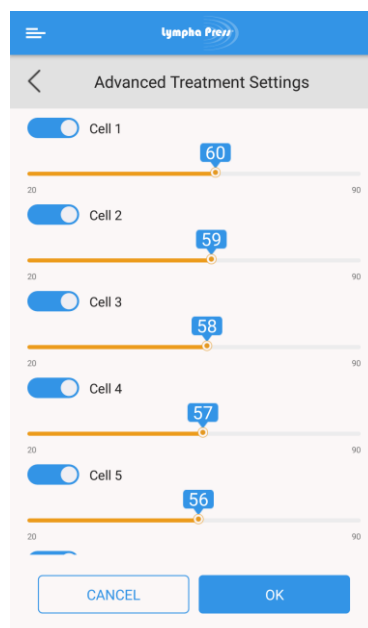 Lympha Press
Advanced Treatment Settings
Cell 1
60
20 90
Cell 2
59
20 90
Cell 3
58
20 90
Cell 4
57
20 90
Cell 5
56
20 90
CANCEL OK